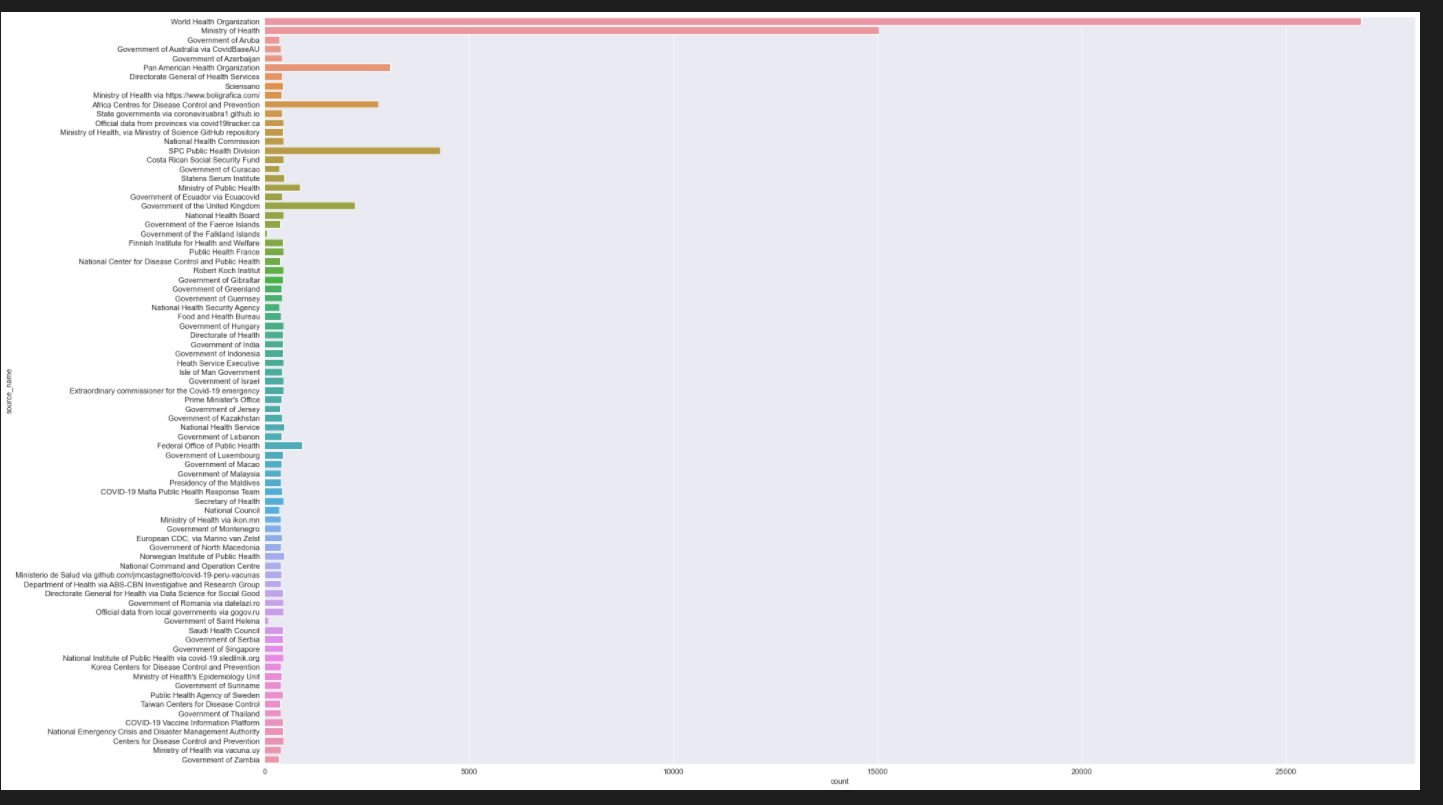 World Health Organization
Ministry of Health
Government of Aruba
Government of Australia via CovidBaseAU
Government of Azerbaijan
Pan American Health Organization
Directorate General of Health Services
Sciensano
Ministry of Health via https://www.boligrafica.com/
Africa Centres for Disease Control and Prevention
State governments via coronavirusbra1.github.io
Official data from provinces via covid19tracker.ca
Ministry of Health, via Ministry of Science GitHub repository
National Health Commission
SPC Public Health Division
Costa Rican Social Security Fund
Government of Curacao
Statens Serum Institute
Ministry of Public Health
Government of Ecuador via Ecuacovid
Government of the United Kingdom
National Health Board
Government of the Faeroe Islands
Government of the Falkland Islands
Finnish Institute for Health and Welfare
Public Health France
National Center for Disease Control and Public Health
Robert Koch Institut
Government of Gibraltar
Government of Greenland
Government of Guernsey
National Health Security Agency
Food and Health Bureau
Government of Hungary
Directorate of Health
Government of India
Government of Indonesia
Heath Service Executive
Isle of Man Government
Government of Israel
Extraordinary commissioner for the Covid-19 emergency
Prime Minister's Office
Government of Jersey
Government of Kazakhstan
National Health Service
Government of Lebanon
Federal Office of Public Health
Government of Luxembourg
Government of Macao
Government of Malaysia
Presidency of the Maldives
COVID-19 Malta Public Health Response Team
Secretary of Health
National Council
Ministry of Health via ikon.mn
Government of Montenegro
European CDC, via Marino van Zelst
Government of North Macedonia
Norwegian Institute of Public Health
National Command and Operation Centre
Ministerio de Salud via github.com/jmcastagnetto/covid-19-peru-vacunas
Department of Health via ABS-CBN Investigative and Research Group
Directorate General for Health via Data Science for Social Good
Government of Romania via datelazi.ro
Official data from local governments via gogov.ru
Government of Saint Helena
Saudi Health Council
Government of Serbia
Government of Singapore
National Institute of Public Health via covid-19.sledilnik.org
Korea Centers for Disease Control and Prevention
Ministry of Health's Epidemiology Unit
Government of Suriname
Public Health Agency of Sweden
Taiwan Centers for Disease Control
Government of Thailand
COVID-19 Vaccine Information Platform
National Emergency Crisis and Disaster Management Authority
Centers for Disease Control and Prevention
Ministry of Health via vacuna.uy
Government of Zambia
source_name
0 5000 10000 15000 20000 25000
count